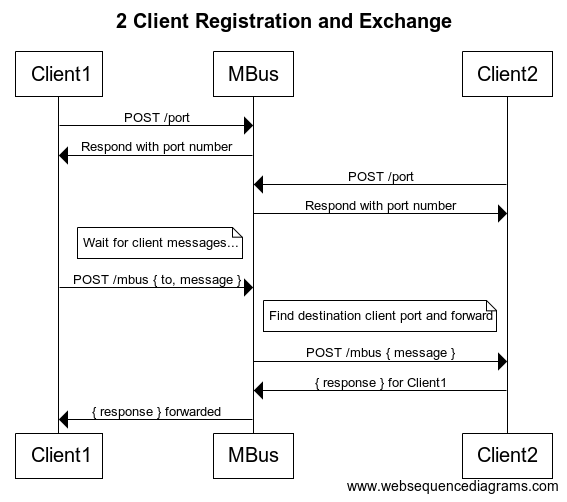 2 Client Registration and Exchange
Client1
MBus
Client2
POST /port
Respond with port number
POST /port
Respond with port number
Wait for client messages...
POST /mbus { to, message }
Find destination client port and forward
POST /mbus { message }
{ response } for Client1
{ response } forwarded
Client1
MBus
Client2
www.websequencediagrams.com